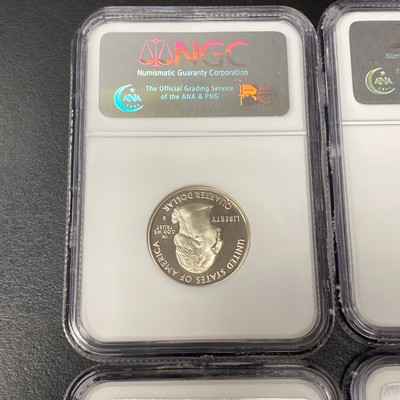 NGC
Numismatic Guaranty Corporation
The Official Grading Service
of the ANA & PNG
ANA
UNITED STATES OF AMERICA
LIBERTY
IN
GOD WE
TRUST
S
QUARTER DOLLAR
ANA